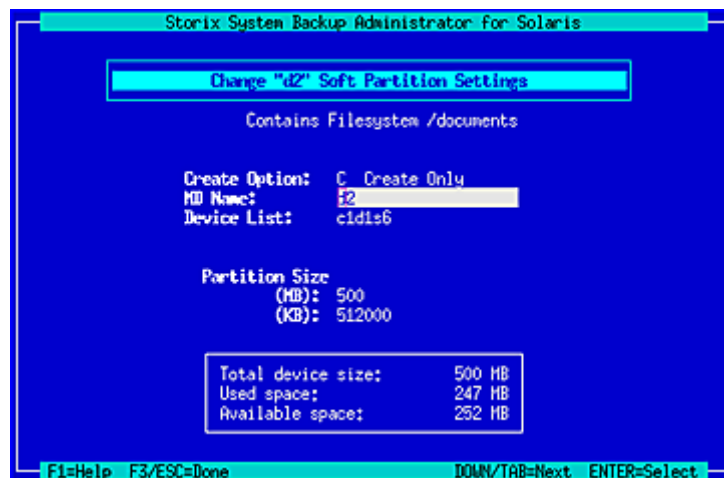 Storix System Backup Administrator for Solaris
Change "d2" Soft Partition Settings
Contains Filesystem /documents
Create Option: C Create Only
MD Name: d2
Device List: c1d1s6
Partition Size
(MB): 500
(KB): 512000
Total device size: 500 MB
Used space: 247 MB
Available space: 252 MB
F1=Help F3/ESC=Done DOWN/TAB=Next ENTER=Select